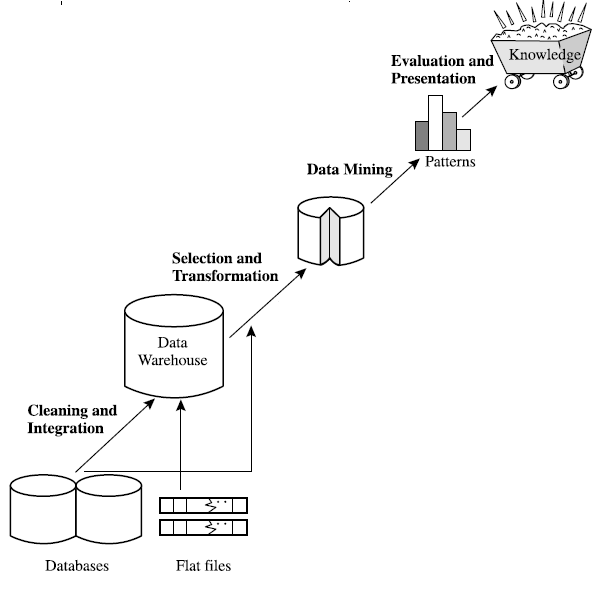 Knowledge
Evaluation and
Presentation
Patterns
Data Mining
Selection and
Transformation
Data
Warehouse
Cleaning and
Integration
Databases
Flat files